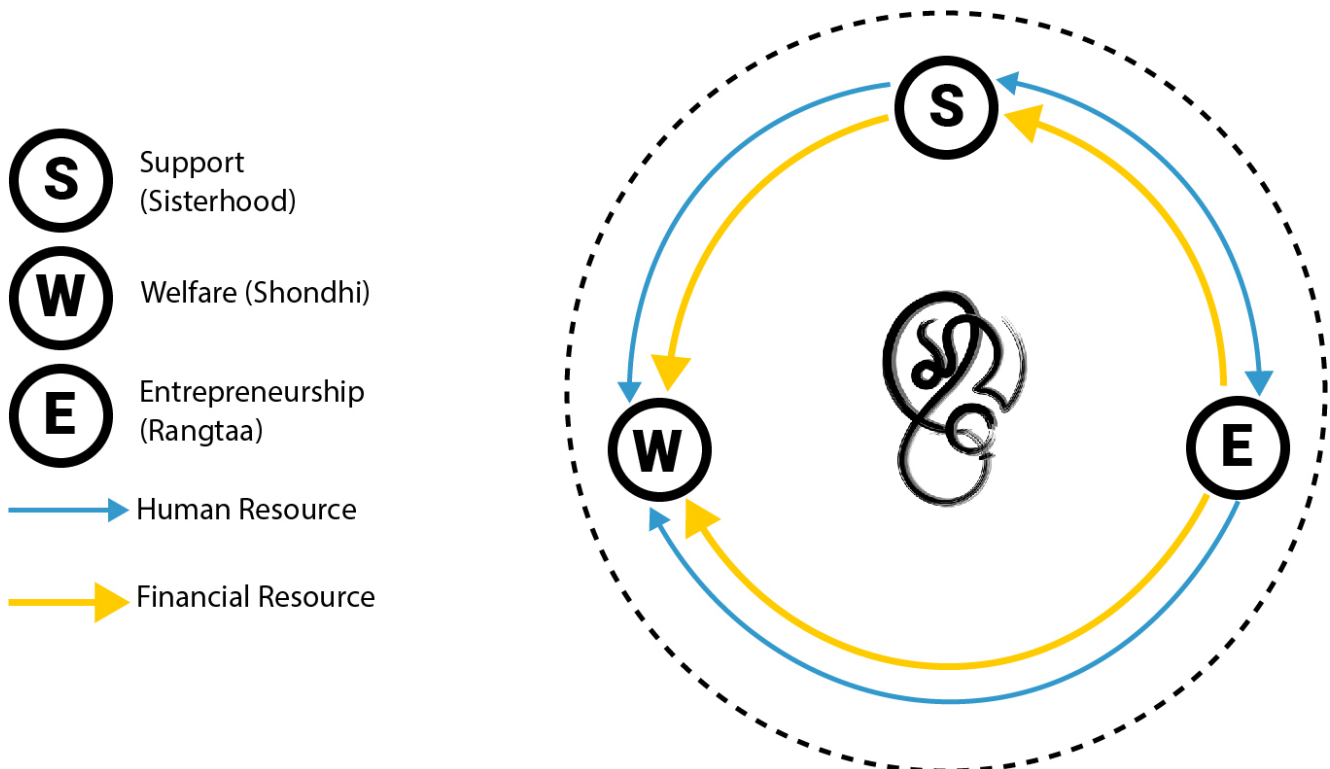 S
Support
(Sisterhood)
W
Welfare (Shondhi)
E
Entrepreneurship
(Rangtaa)
Human Resource
Financial Resource
S
W
E